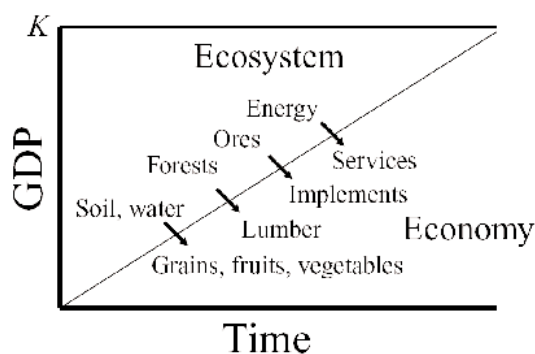 K
Ecosystem
Energy
Ores
Services
Forests
Implements
Soil, water
Lumber
Economy
Grains, fruits, vegetables
GDP
Time